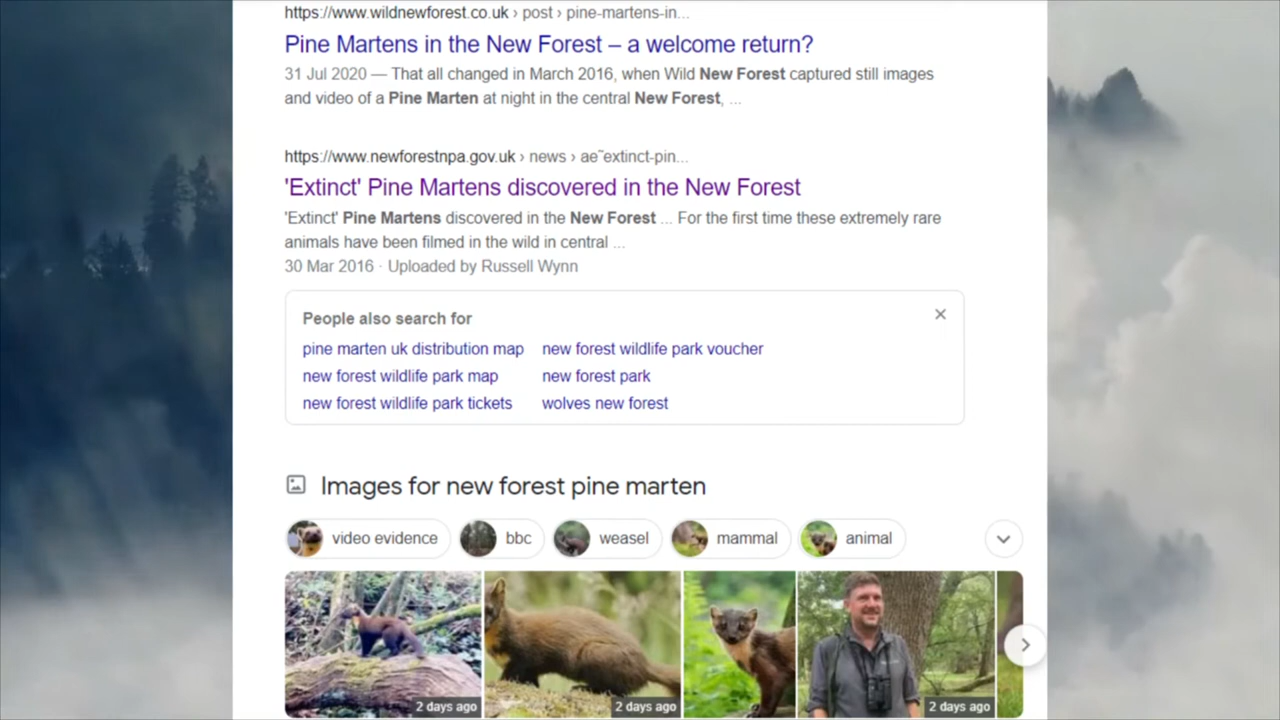 https://www.wildnewforest.co.uk › post › pine-martens-in...
Pine Martens in the New Forest – a welcome return?
31 Jul 2020 — That all changed in March 2016, when Wild New Forest captured still images
and video of a Pine Marten at night in the central New Forest, ...
https://www.newforestnpa.gov.uk › news › ae˜extinct-pin...
'Extinct' Pine Martens discovered in the New Forest
'Extinct' Pine Martens discovered in the New Forest ... For the first time these extremely rare
animals have been filmed in the wild in central ...
30 Mar 2016 · Uploaded by Russell Wynn
People also search for
pine marten uk distribution map new forest wildlife park voucher
new forest wildlife park map new forest park
new forest wildlife park tickets wolves new forest
Images for new forest pine marten
video evidence bbc weasel mammal animal
2 days ago 2 days ago 2 days ago